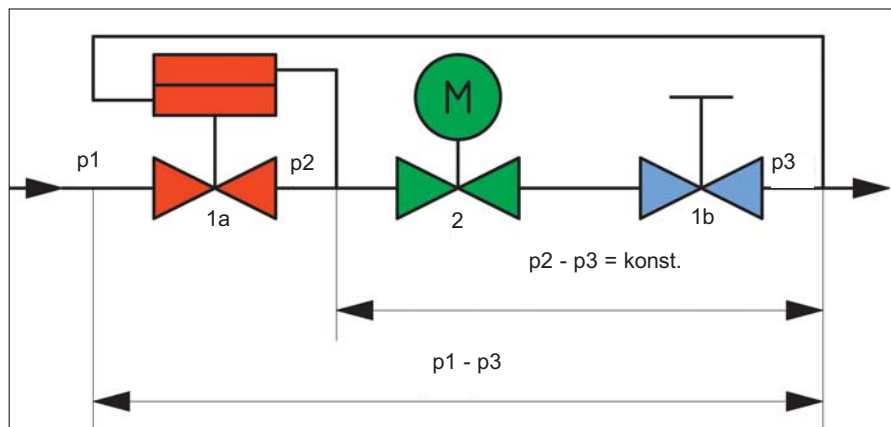 M
p1
p2
p3
1a
2
1b
p2 - p3 = konst.
p1 - p3